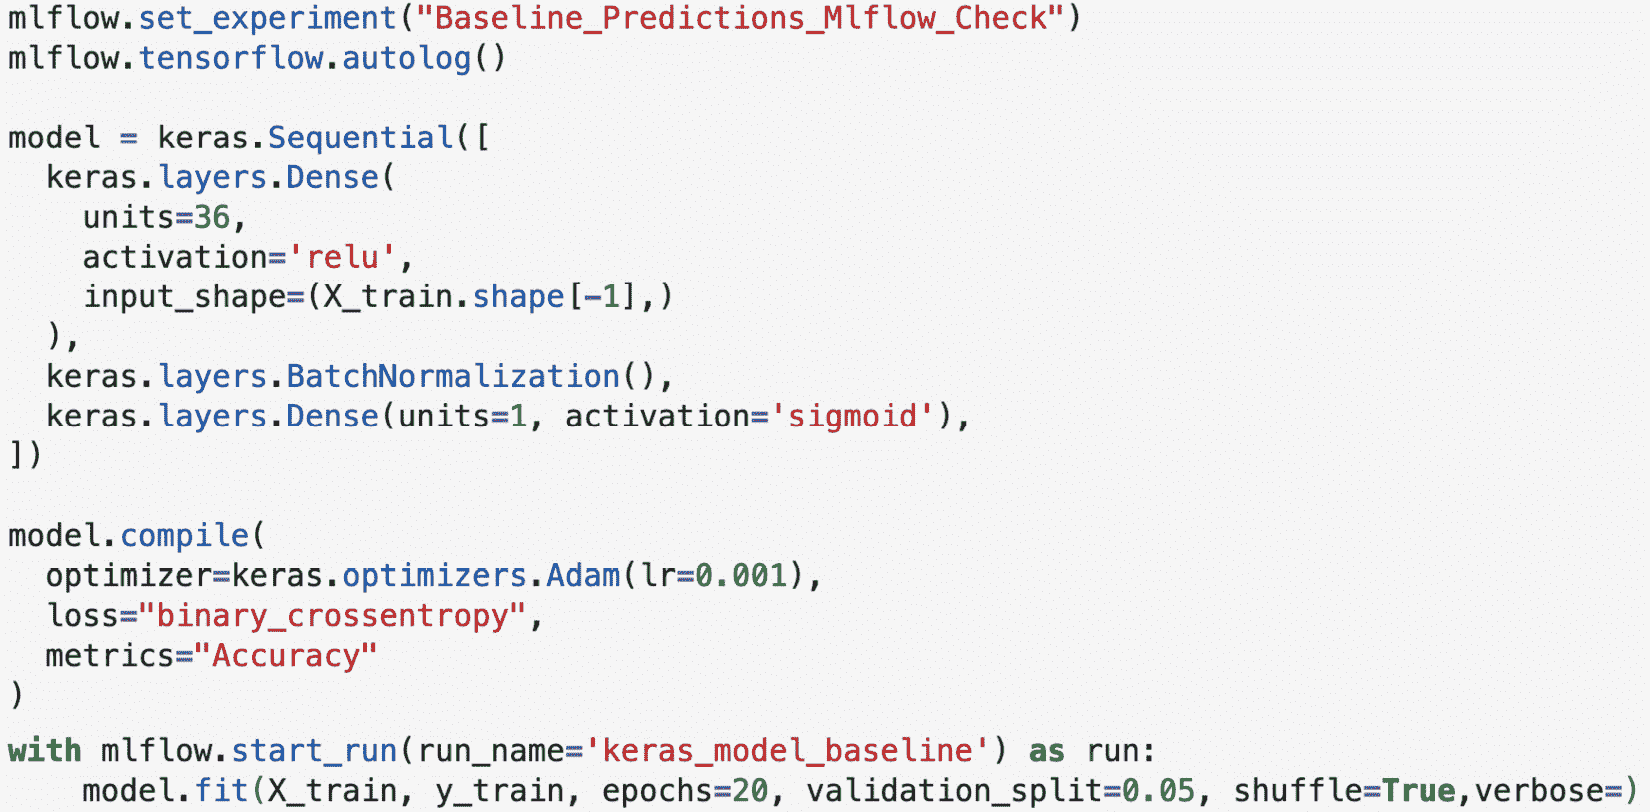 mlflow.set_experiment("Baseline_Predictions_Mlflow_Check")
mlflow.tensorflow.autolog()

model = keras.Sequential([
  keras.layers.Dense(
    units=36,
    activation='relu',
    input_shape=(X_train.shape[-1],)
  ),
  keras.layers.BatchNormalization(),
  keras.layers.Dense(units=1, activation='sigmoid'),
])

model.compile(
  optimizer=keras.optimizers.Adam(lr=0.001),
  loss="binary_crossentropy",
  metrics="Accuracy"
)
with mlflow.start_run(run_name='keras_model_baseline') as run:
    model.fit(X_train, y_train, epochs=20, validation_split=0.05, shuffle=True,verbose=)